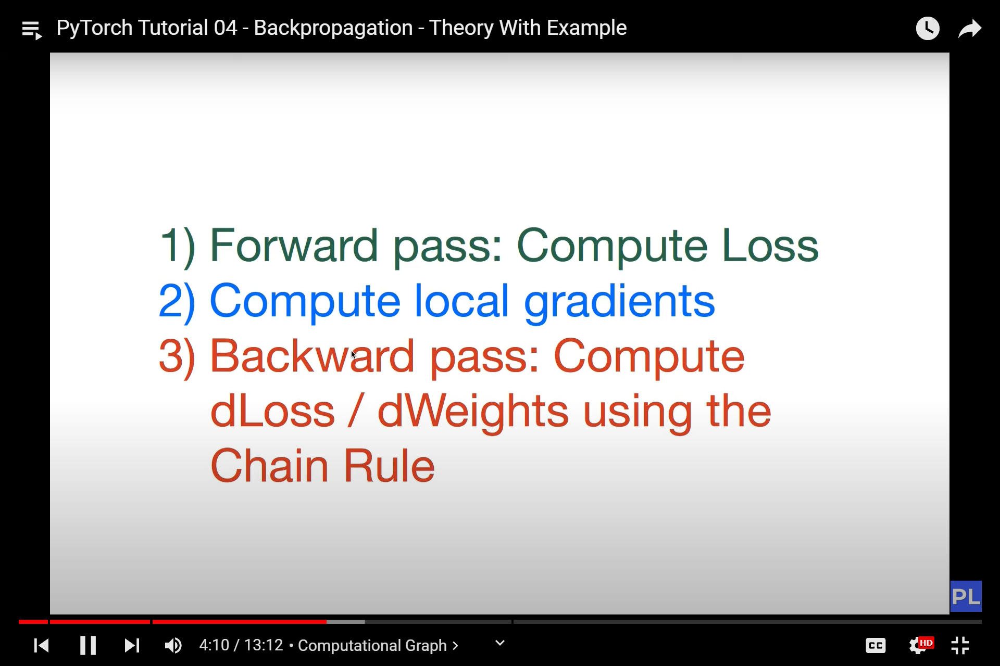 PyTorch Tutorial 04 - Backpropagation - Theory With Example
1) Forward pass: Compute Loss
2) Compute local gradients
3) Backward pass: Compute
dLoss / dWeights using the
Chain Rule
PL
4:10 / 13:12 • Computational Graph >
CC
HD